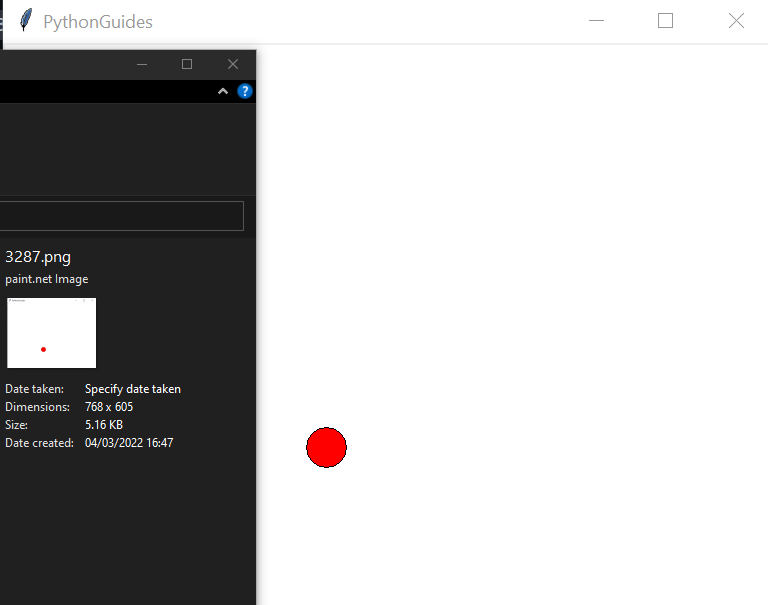 PythonGuides
?
3287.png
paint.net Image
Date taken: Specify date taken
Dimensions: 768 x 605
Size: 5.16 KB
Date created: 04/03/2022 16:47